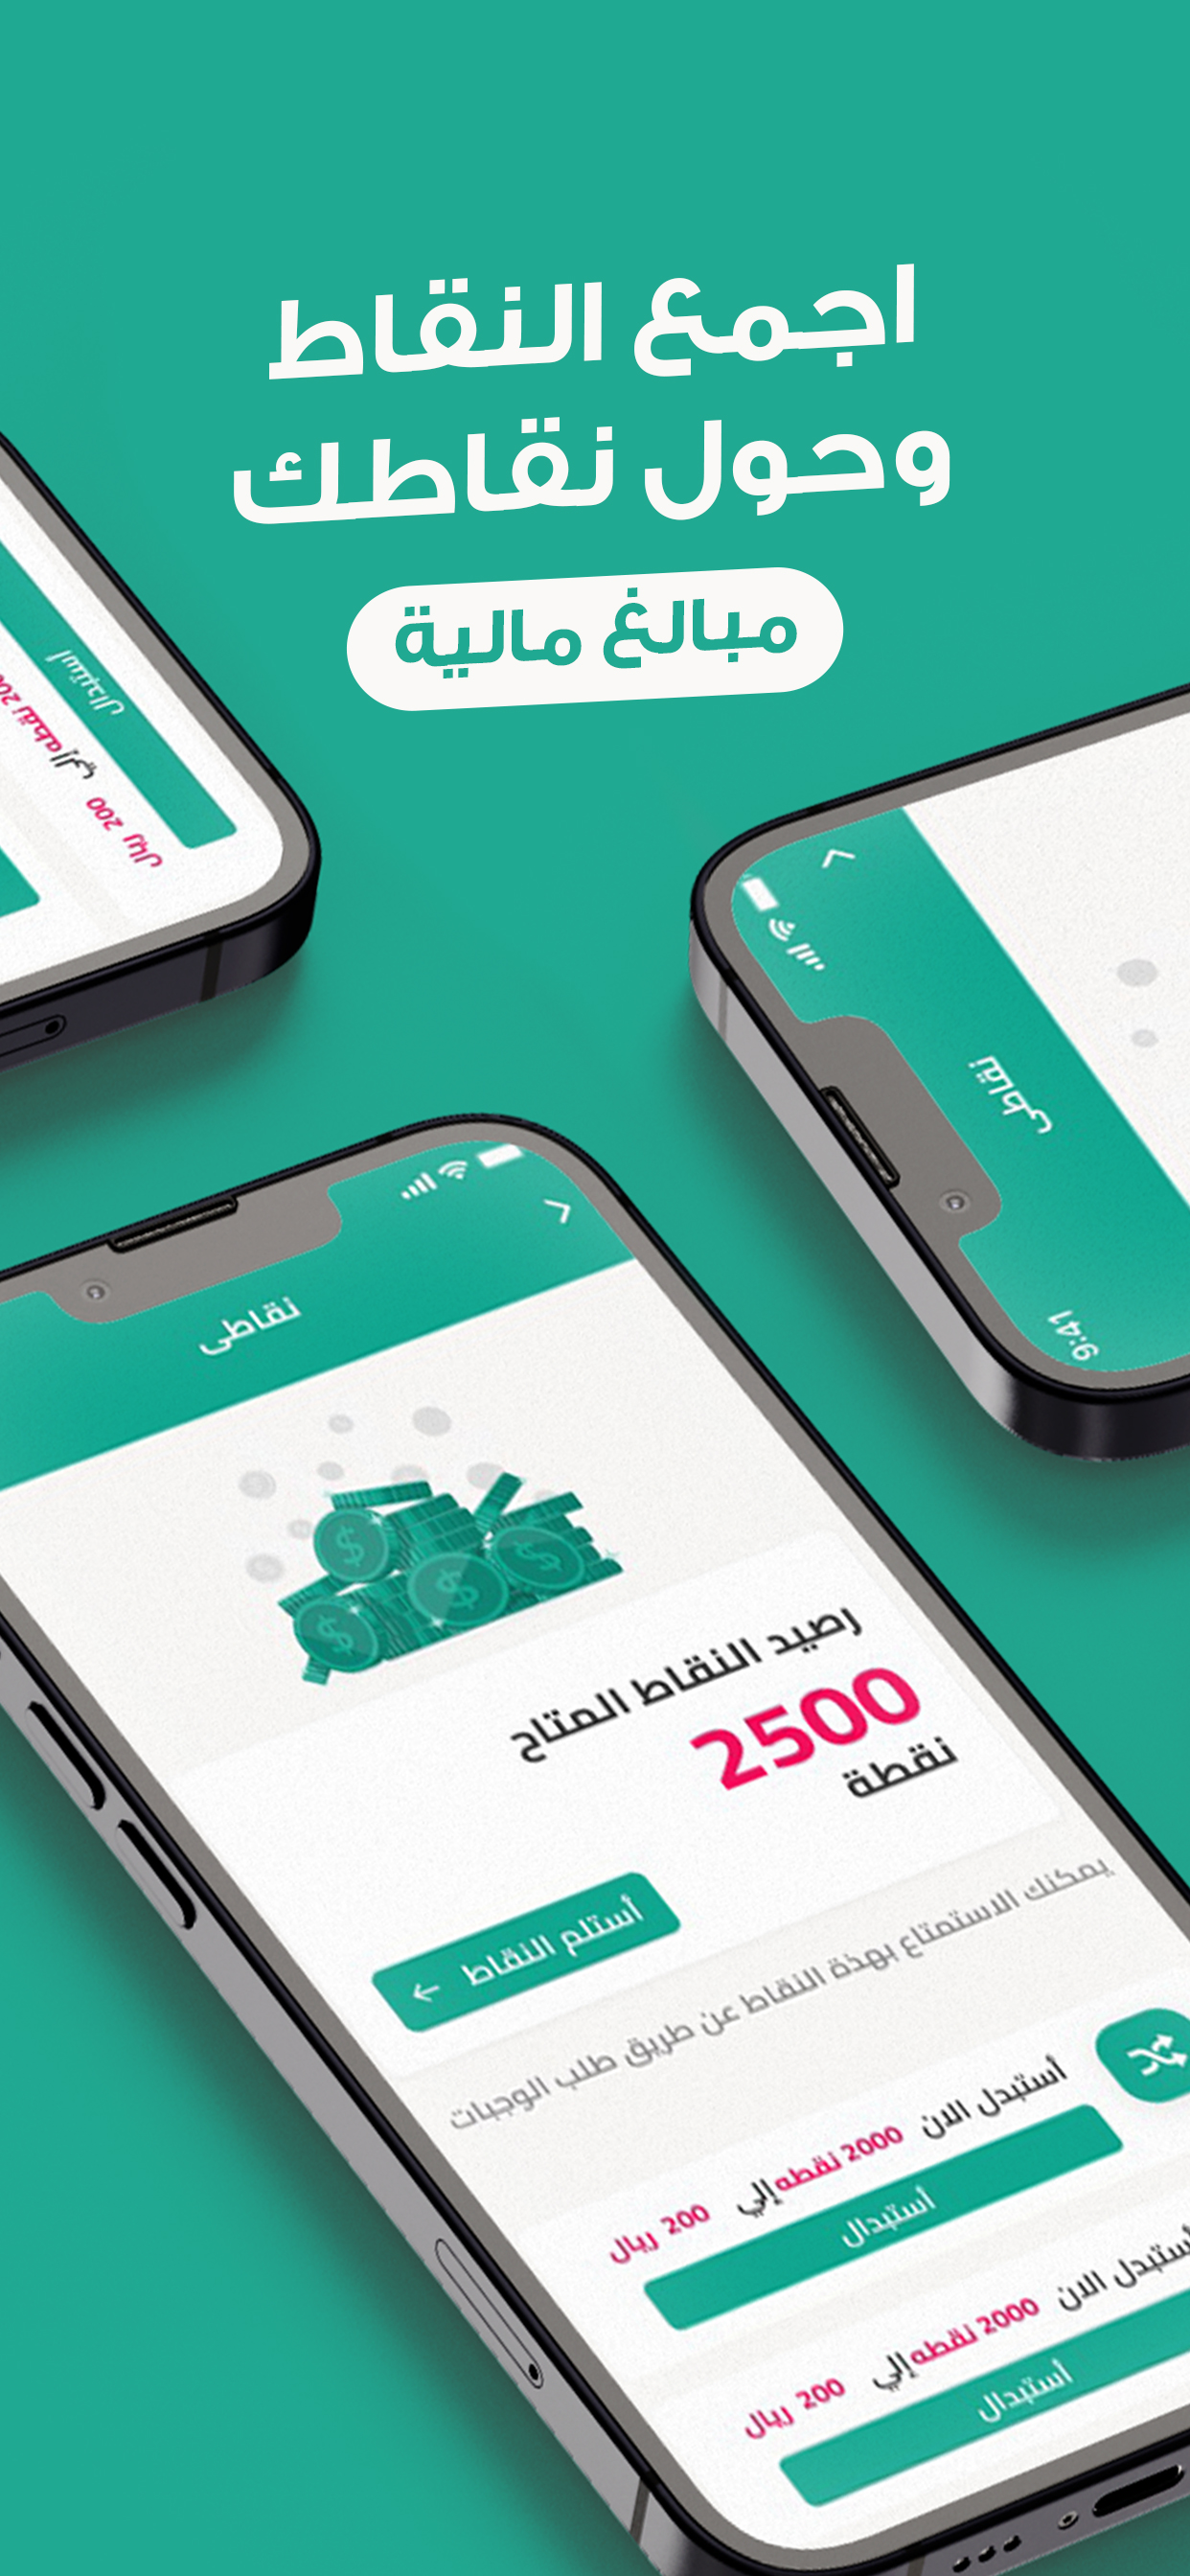 اجمع النقاط
وحول نقاطك
مبالغ مالية
أستبدال
نقطه
إلي
200 ريال
نقاطى
9:41
نقاطى
رصيد النقاط المتاح
2500
نقطة
أستلم النقاط
يمكنك الاستمتاع بهذة النقاط عن طريق طلب الوجبات
أستبدل الان 2000 نقطه إلي 200 ريال
أستبدال
أستبدل الان 2000 نقطه إلي 200 ريال
أستبدال